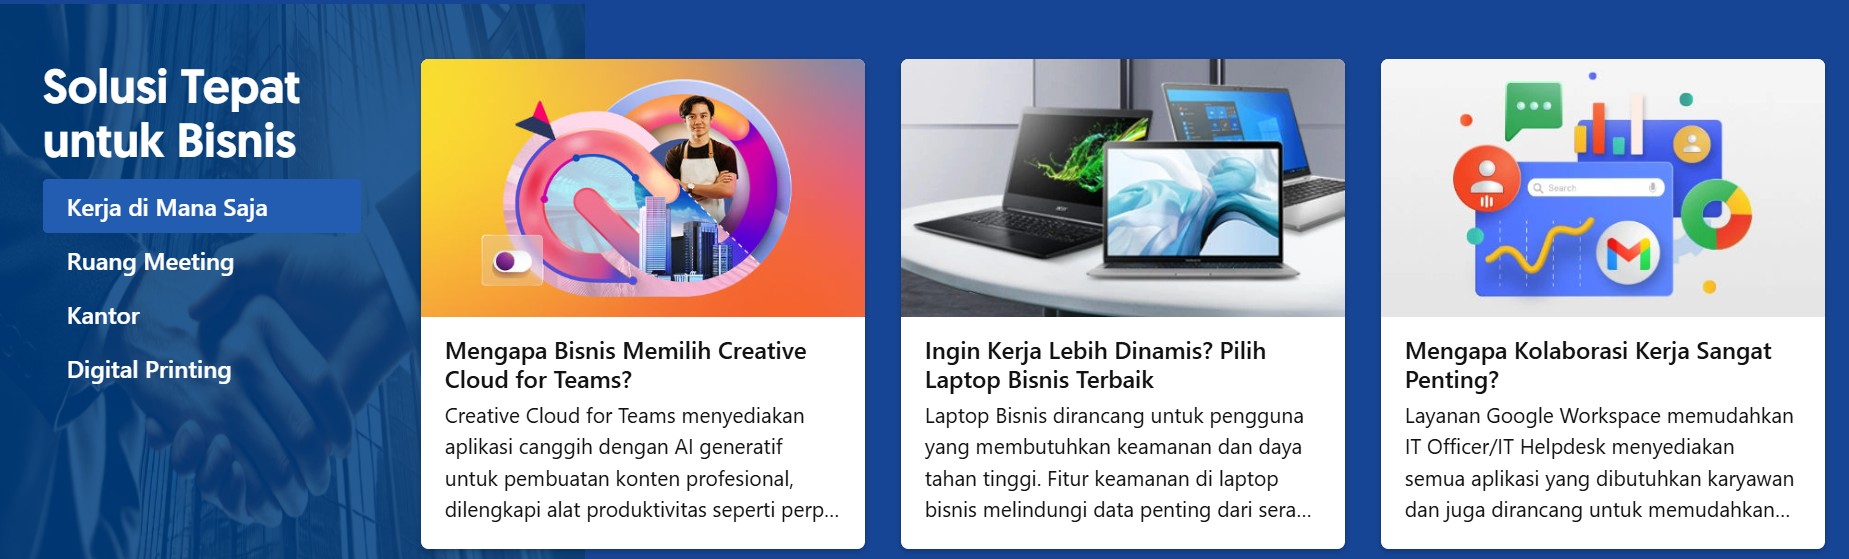 Solusi Tepat
untuk Bisnis
Kerja di Mana Saja
Ruang Meeting
Kantor
Digital Printing
Mengapa Bisnis Memilih Creative
Cloud for Teams?
Creative Cloud for Teams menyediakan
aplikasi canggih dengan AI generatif
untuk pembuatan konten profesional,
dilengkapi alat produktivitas seperti perp...
acer
Ingin Kerja Lebih Dinamis? Pilih
Laptop Bisnis Terbaik
Laptop Bisnis dirancang untuk pengguna
yang membutuhkan keamanan dan daya
tahan tinggi. Fitur keamanan di laptop
bisnis melindungi data penting dari sera...
Search
Mengapa Kolaborasi Kerja Sangat
Penting?
Layanan Google Workspace memudahkan
IT Officer/IT Helpdesk menyediakan
semua aplikasi yang dibutuhkan karyawan
dan juga dirancang untuk memudahkan...